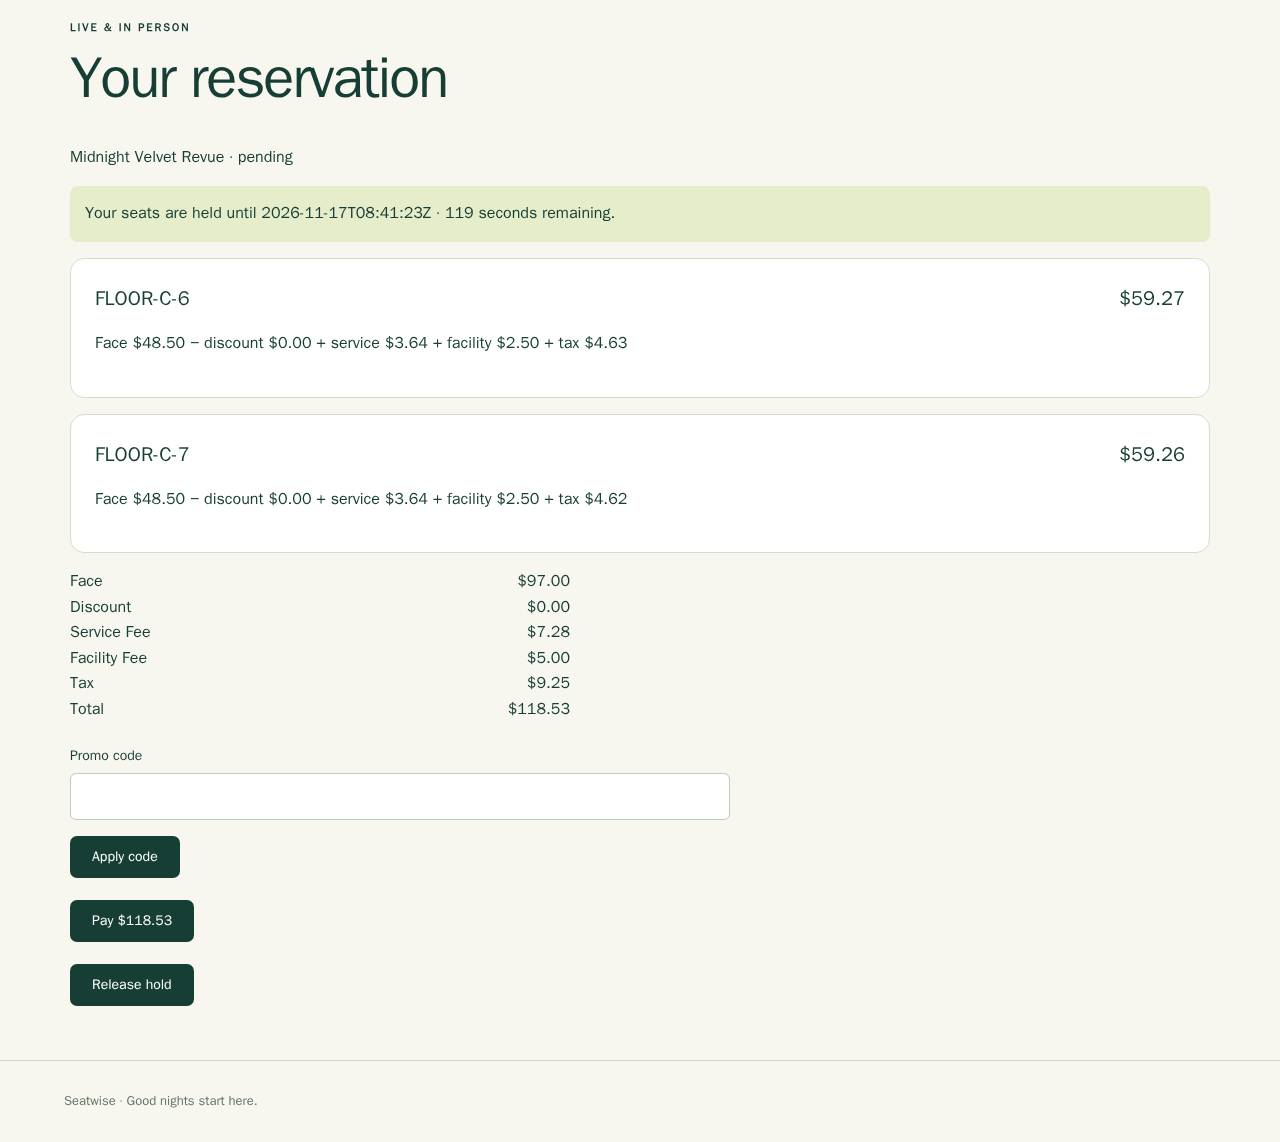 LIVE & IN PERSON
Your reservation
Midnight Velvet Revue · pending
Your seats are held until 2026-11-17T08:41:23Z · 119 seconds remaining.
FLOOR-C-6 $59.27
Face $48.50 − discount $0.00 + service $3.64 + facility $2.50 + tax $4.63
FLOOR-C-7 $59.26
Face $48.50 − discount $0.00 + service $3.64 + facility $2.50 + tax $4.62
Face $97.00
Discount $0.00
Service Fee $7.28
Facility Fee $5.00
Tax $9.25
Total $118.53
Promo code
Apply code
Pay $118.53
Release hold
Seatwise · Good nights start here.